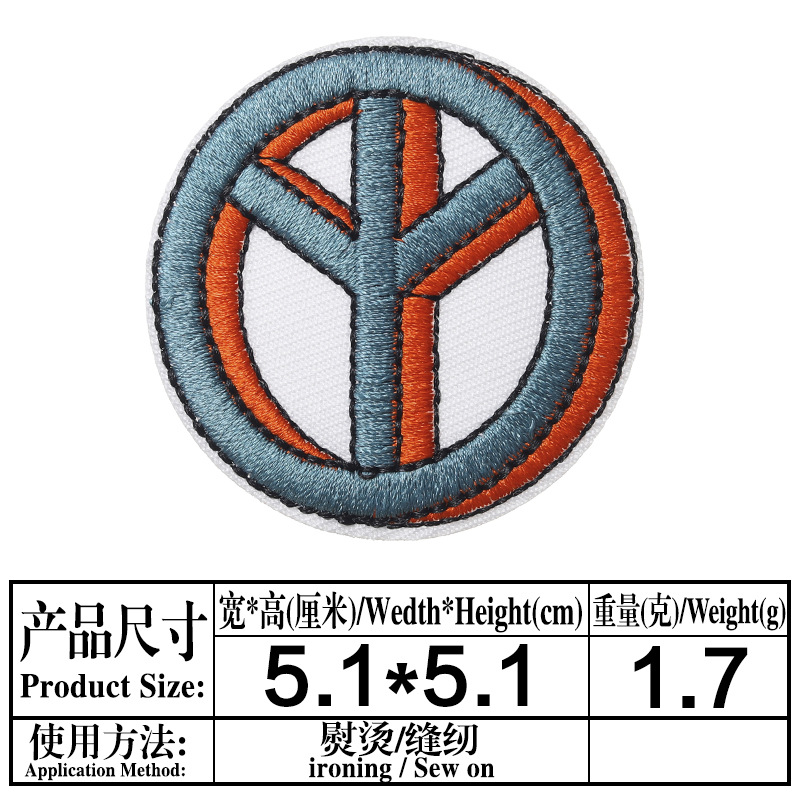 产品尺寸
Product Size:
宽*高(厘米)/Wedth*Height(cm)
5.1*5.1
重量(克)/Weight(g)
1.7
使用方法:
Application Method:
熨烫/缝纫
ironing / Sew on